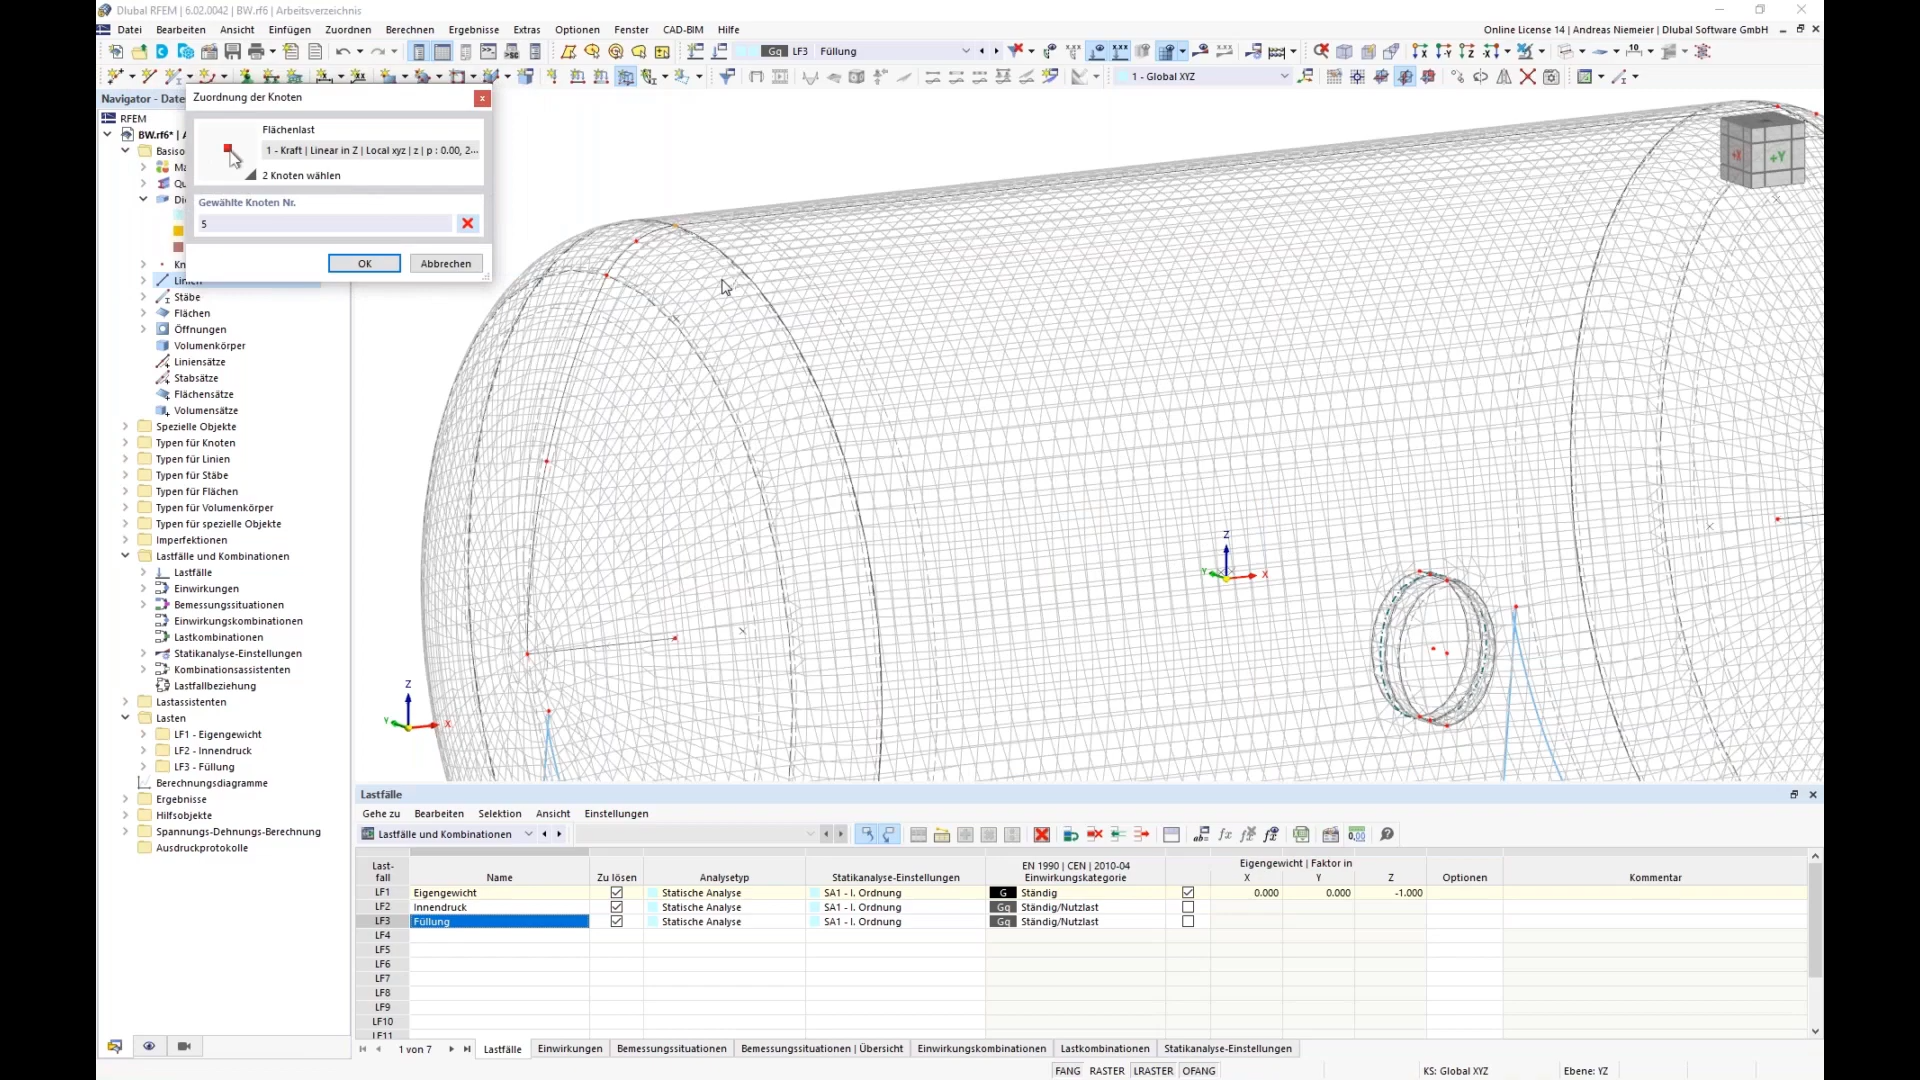 Dlubal RFEM | 6.02.0042 | BW.rf6 | Arbeitsverzeichnis
Datei Bearbeiten Ansicht Einfügen Zuordnen Berechnen Ergebnisse Extras Optionen Fenster CAD-BIM Hilfe
Online License 14 | Andreas Niemeier | Dlubal Software GmbH
Gq LF3 Füllung
1 - Global XYZ
Navigator - Date
Zuordnung der Knoten
Flächenlast
1 - Kraft | Linear in Z | Local xyz | z | p : 0.00, 2...
2 Knoten wählen
Gewählte Knoten Nr.
5
OK Abbrechen
RFEM
BW.rf6* |
Basiso
Ma
Qu
Di
Kn
Linien
Stäbe
Flächen
Öffnungen
Volumenkörper
Liniensätze
Stabsätze
Flächensätze
Volumensätze
Spezielle Objekte
Typen für Knoten
Typen für Linien
Typen für Stäbe
Typen für Flächen
Typen für Volumenkörper
Typen für spezielle Objekte
Imperfektionen
Lastfälle und Kombinationen
Lastfälle
Einwirkungen
Bemessungssituationen
Einwirkungskombinationen
Lastkombinationen
Statikanalyse-Einstellungen
Kombinationsassistenten
Lastfallbeziehung
Lastassistenten
Lasten
LF1 - Eigengewicht
LF2 - Innendruck
LF3 - Füllung
Berechnungsdiagramme
Ergebnisse
Hilfsobjekte
Spannungs-Dehnungs-Berechnung
Ausdruckprotokolle
-X +Y
Z
Y X
Z
Y X
Lastfälle
Gehe zu Bearbeiten Selektion Ansicht Einstellungen
Lastfälle und Kombinationen
Last-
fall Name Zu lösen Analysetyp Statikanalyse-Einstellungen
EN 1990 | CEN | 2010-04
Einwirkungskategorie
Eigengewicht | Faktor in
X Y Z Optionen Kommentar
LF1 Eigengewicht Statische Analyse SA1 - I. Ordnung G Ständig 0.000 0.000 -1.000
LF2 Innendruck Statische Analyse SA1 - I. Ordnung Gq Ständig/Nutzlast
LF3 Füllung Statische Analyse SA1 - I. Ordnung Gq Ständig/Nutzlast
LF4
LF5
LF6
LF7
LF8
LF9
LF10
LF11
1 von 7 Lastfälle Einwirkungen Bemessungssituationen Bemessungssituationen | Übersicht Einwirkungskombinationen Lastkombinationen Statikanalyse-Einstellungen
FANG RASTER LRASTER OFANG KS: Global XYZ Ebene: YZ